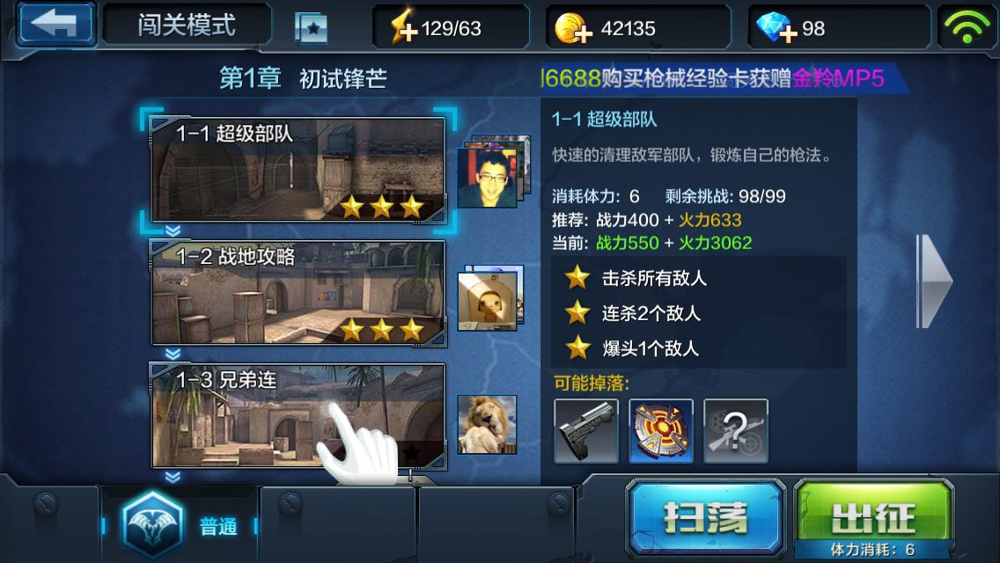 闯关模式
129/63
42135
98
第1章 初试锋芒
6688购买枪械经验卡获赠金羚MP5
1-1 超级部队
1-2 战地攻略
1-3 兄弟连
1-1 超级部队
快速的清理敌军部队，锻炼自己的枪法。
消耗体力: 6 剩余挑战: 98/99
推荐: 战力400 + 火力633
当前: 战力550 + 火力3062
击杀所有敌人
连杀2个敌人
爆头1个敌人
可能掉落:
?
普通
扫荡
出征
体力消耗: 6